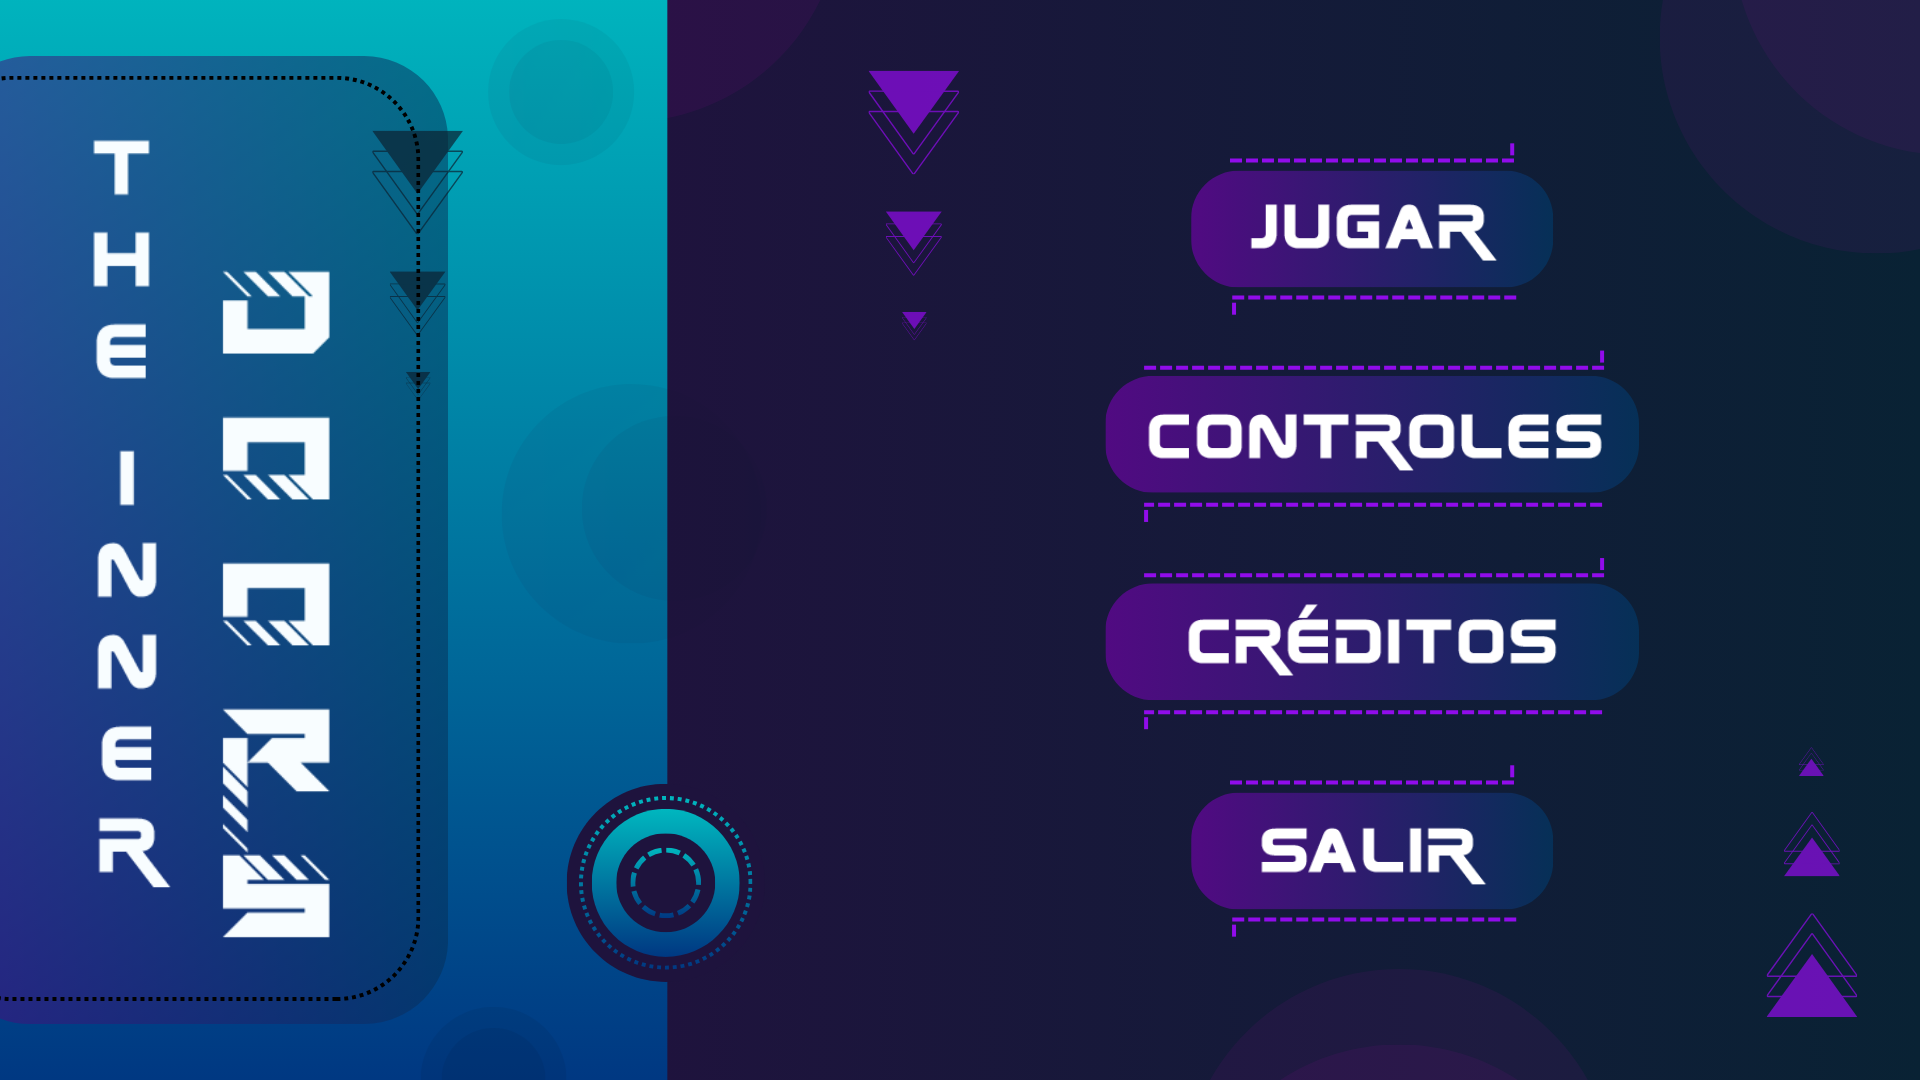 THE INNER
DOORS
JUGAR
CONTROLES
CRÉDITOS
SALIR